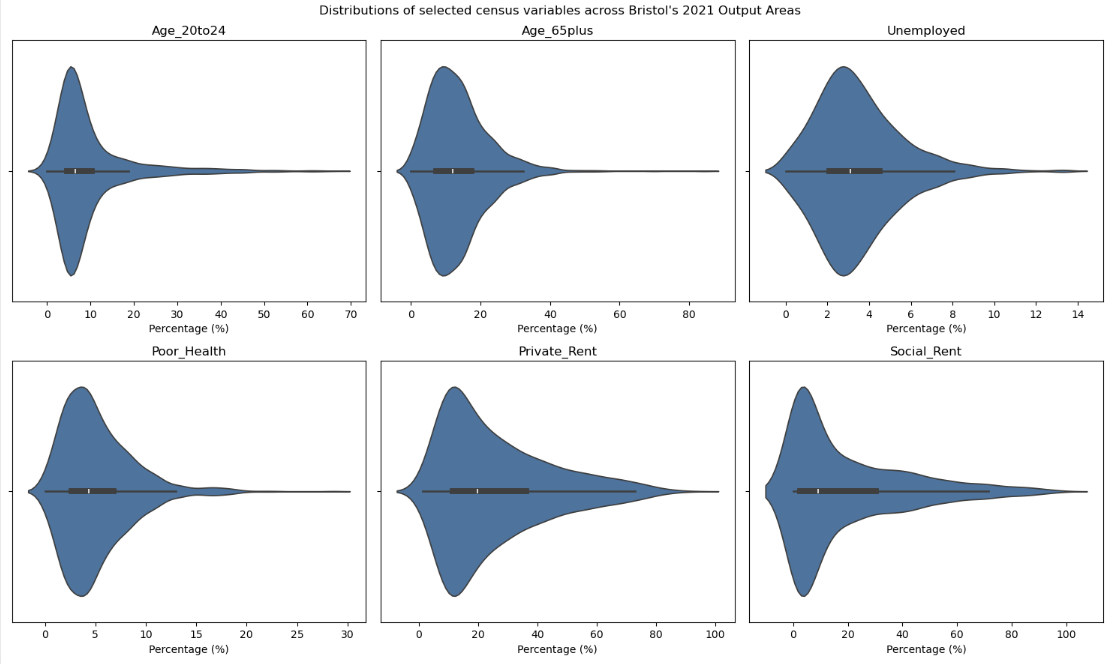 Distributions of selected census variables across Bristol's 2021 Output Areas
Age_20to24
Age_65plus
Unemployed
0 10 20 30 40 50 60 70
0 20 40 60 80
0 2 4 6 8 10 12 14
Percentage (%)
Percentage (%)
Percentage (%)
Poor_Health
Private_Rent
Social_Rent
0 5 10 15 20 25 30
0 20 40 60 80 100
0 20 40 60 80 100
Percentage (%)
Percentage (%)
Percentage (%)